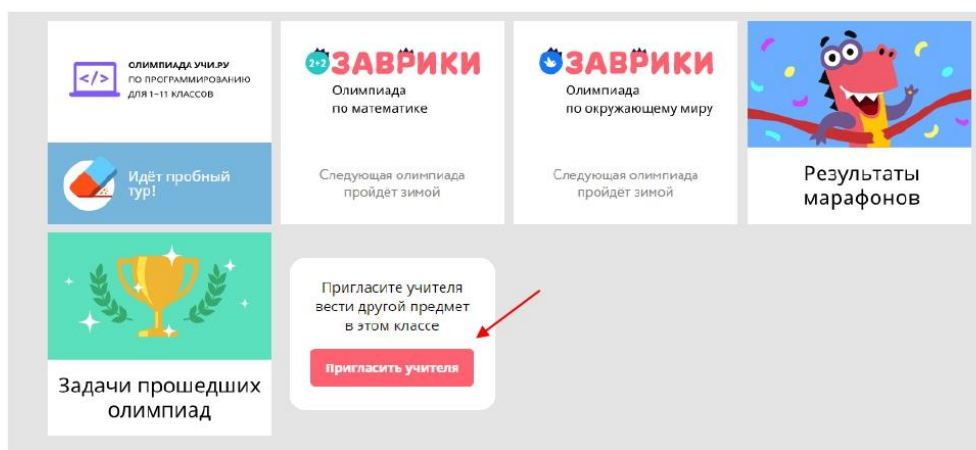 </>
ОЛИМПИАДА УЧИ.РУ
ПО ПРОГРАММИРОВАНИЮ
ДЛЯ 1–11 КЛАССОВ
Идёт пробный
тур!
2+2
ЗАВРИКИ
Олимпиада
по математике
Следующая олимпиада
пройдёт зимой
ЗАВРИКИ
Олимпиада
по окружающему миру
Следующая олимпиада
пройдёт зимой
Результаты
марафонов
Задачи прошедших
олимпиад
Пригласите учителя
вести другой предмет
в этом классе
Пригласить учителя